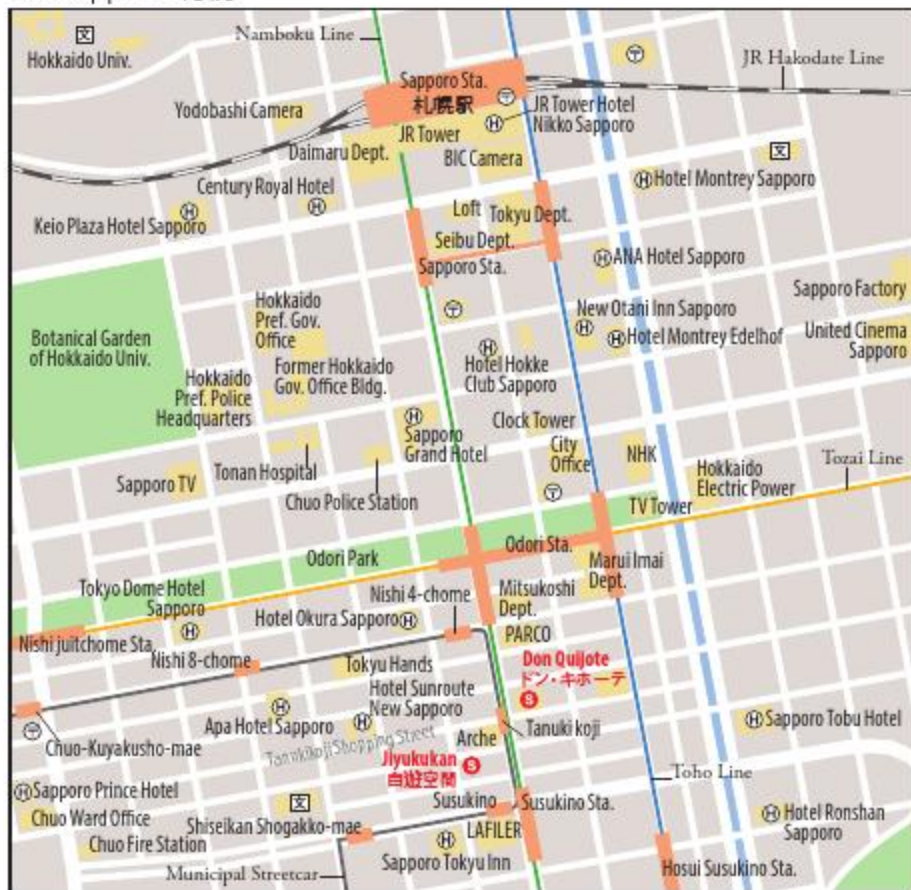 Hokkaido Univ.
文
Namboku Line
JR Hakodate Line
Sapporo Sta.
札幌駅
Yodobashi Camera
JR Tower Hotel
Nikko Sapporo
JR Tower
Daimaru Dept.
BIC Camera
文
Century Royal Hotel
Hotel Montrey Sapporo
Keio Plaza Hotel Sapporo
Loft
Tokyu Dept.
Seibu Dept.
Sapporo Sta.
ANA Hotel Sapporo
Sapporo Factory
Hokkaido
Pref. Gov.
Office
New Otani Inn Sapporo
Botanical Garden
of Hokkaido Univ.
Hotel Montrey Edelhof
United Cinema
Sapporo
Former Hokkaido
Gov. Office Bldg.
Hotel Hokke
Club Sapporo
Hokkaido
Pref. Police
Headquarters
Clock Tower
Sapporo
Grand Hotel
City
Office
NHK
Tozai Line
Tonan Hospital
Sapporo TV
Hokkaido
Electric Power
Chuo Police Station
TV Tower
Odori Park
Odori Sta.
Marui Imai
Dept.
Tokyo Dome Hotel
Sapporo
Nishi 4-chome
Mitsukoshi
Dept.
Hotel Okura Sapporo
Nishi juitchome Sta.
PARCO
Nishi 8-chome
Tokyu Hands
Don Quijote
ドン・キホーテ
S
Hotel Sunroute
New Sapporo
Apa Hotel Sapporo
Tanuki koji
Sapporo Tobu Hotel
Chuo-Kuyakusho-mae
Tanukikoji Shopping Street
Arche
Jiyukukan
自遊空間
S
Toho Line
Sapporo Prince Hotel
Susukino
Susukino Sta.
Chuo Ward Office
文
Shiseikan Shogakko-mae
Hotel Ronshan
Sapporo
Chuo Fire Station
LAFILER
Sapporo Tokyu Inn
Municipal Streetcar
Hosui Susukino Sta.